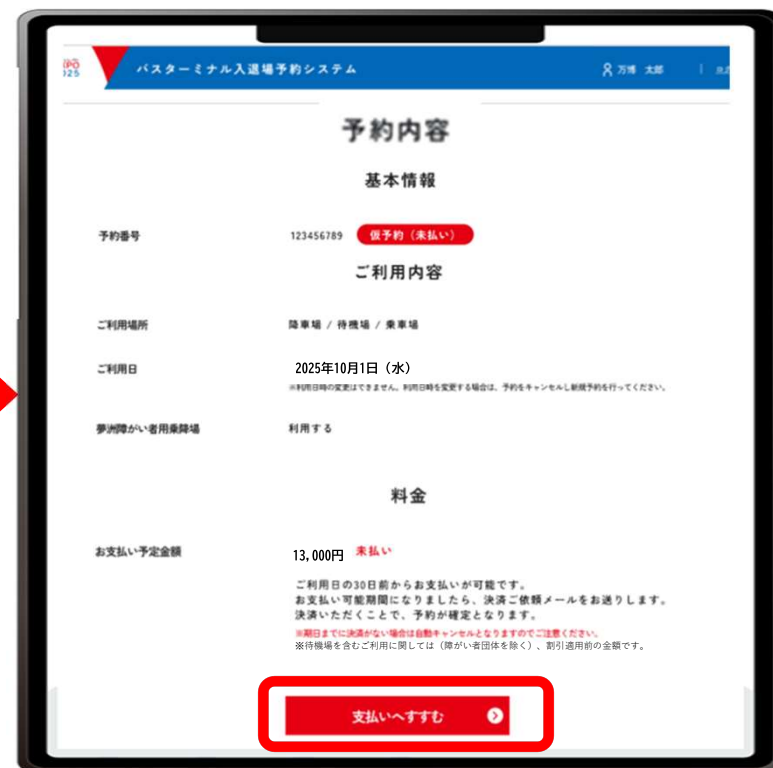 バスターミナル入退場予約システム
万博 太郎
予約内容
基本情報
予約番号
123456789 仮予約（未払い）
ご利用内容
ご利用場所
降車場 / 待機場 / 乗車場
ご利用日
2025年10月1日（水）
※利用日時の変更はできません。利用日時を変更する場合は、予約をキャンセルし新規予約を行ってください。
夢洲障がい者用乗降場
利用する
料金
お支払い予定金額
13,000円 未払い
ご利用日の30日前からお支払いが可能です。
お支払い可能期間になりましたら、決済ご依頼メールをお送りします。
決済いただくことで、予約が確定となります。
※期日までに決済がない場合は自動キャンセルとなりますのでご注意ください。
※待機場を含むご利用に関しては（障がい者団体を除く）、割引適用前の金額です。
支払いへすすむ